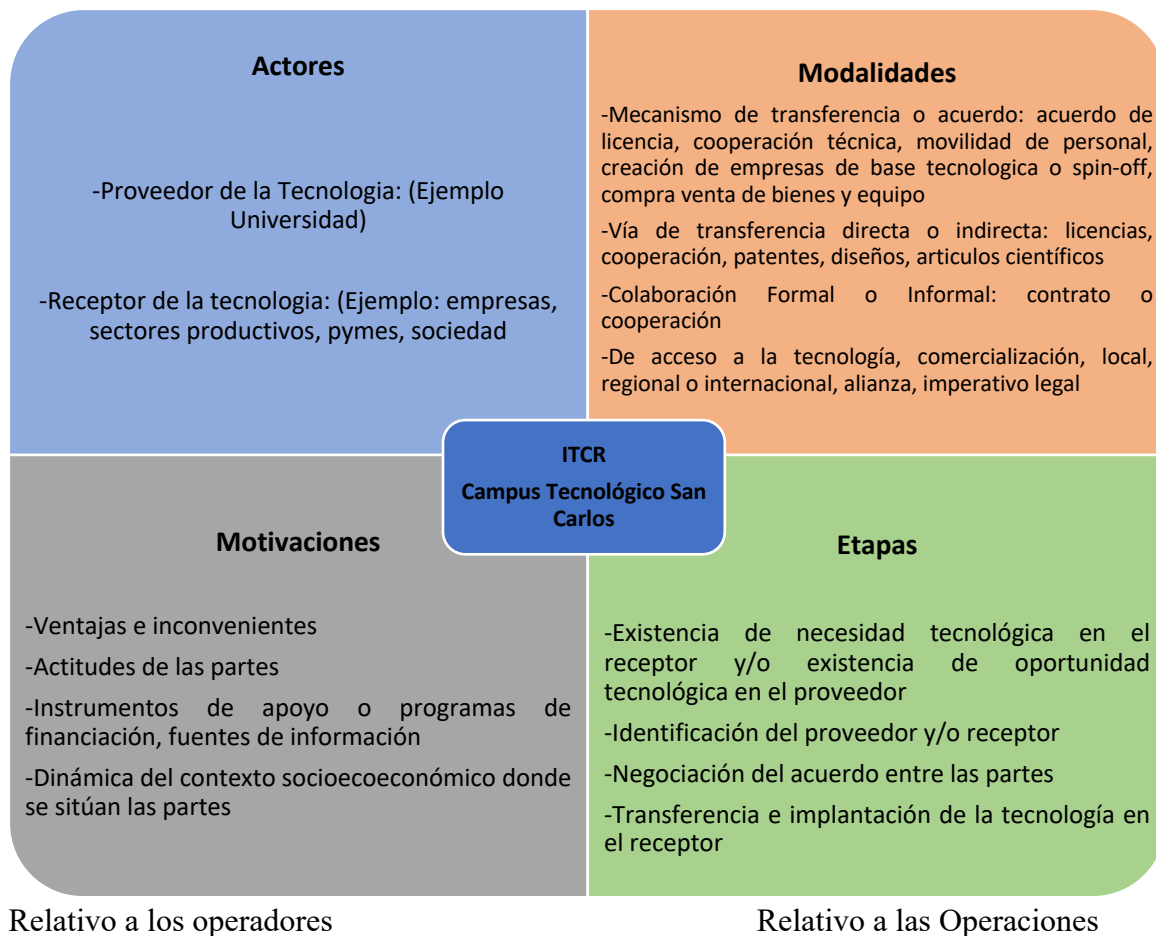 Actores
-Proveedor de la Tecnologia: (Ejemplo
Universidad)
-Receptor de la tecnologia: (Ejemplo: empresas,
sectores productivos, pymes, sociedad
Modalidades
-Mecanismo de transferencia o acuerdo: acuerdo de
licencia, cooperación técnica, movilidad de personal,
creación de empresas de base tecnologica o spin-off,
compra venta de bienes y equipo
-Vía de transferencia directa o indirecta: licencias,
cooperación, patentes, diseños, articulos científicos
-Colaboración Formal o Informal: contrato o
cooperación
-De acceso a la tecnología, comercialización, local,
regional o internacional, alianza, imperativo legal
ITCR
Campus Tecnológico San
Carlos
Motivaciones
-Ventajas e inconvenientes
-Actitudes de las partes
-Instrumentos de apoyo o programas de
financiación, fuentes de información
-Dinámica del contexto socioecoeconómico donde
se sitúan las partes
Etapas
-Existencia de necesidad tecnológica en el
receptor y/o existencia de oportunidad
tecnológica en el proveedor
-Identificación del proveedor y/o receptor
-Negociación del acuerdo entre las partes
-Transferencia e implantación de la tecnología en
el receptor
Relativo a los operadores
Relativo a las Operaciones